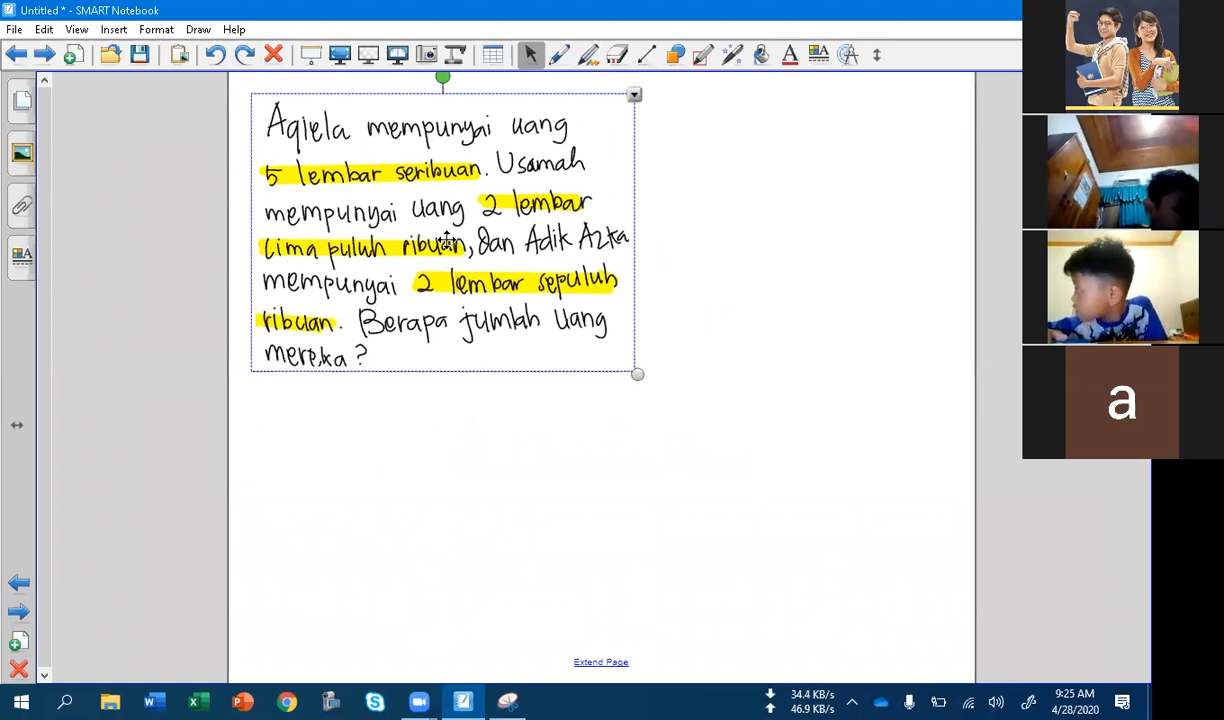 Untitled * - SMART Notebook
File Edit View Insert Format Draw Help
Aqiela mempunyai uang
5 lembar seribuan. Usamah
mempunyai uang 2 lembar
lima puluh ribuan, dan Adik Azka
mempunyai 2 lembar sepuluh
ribuan. Berapa jumlah uang
mereka?
a
Extend Page
34.4 KB/s
46.9 KB/s
9:25 AM
4/28/2020